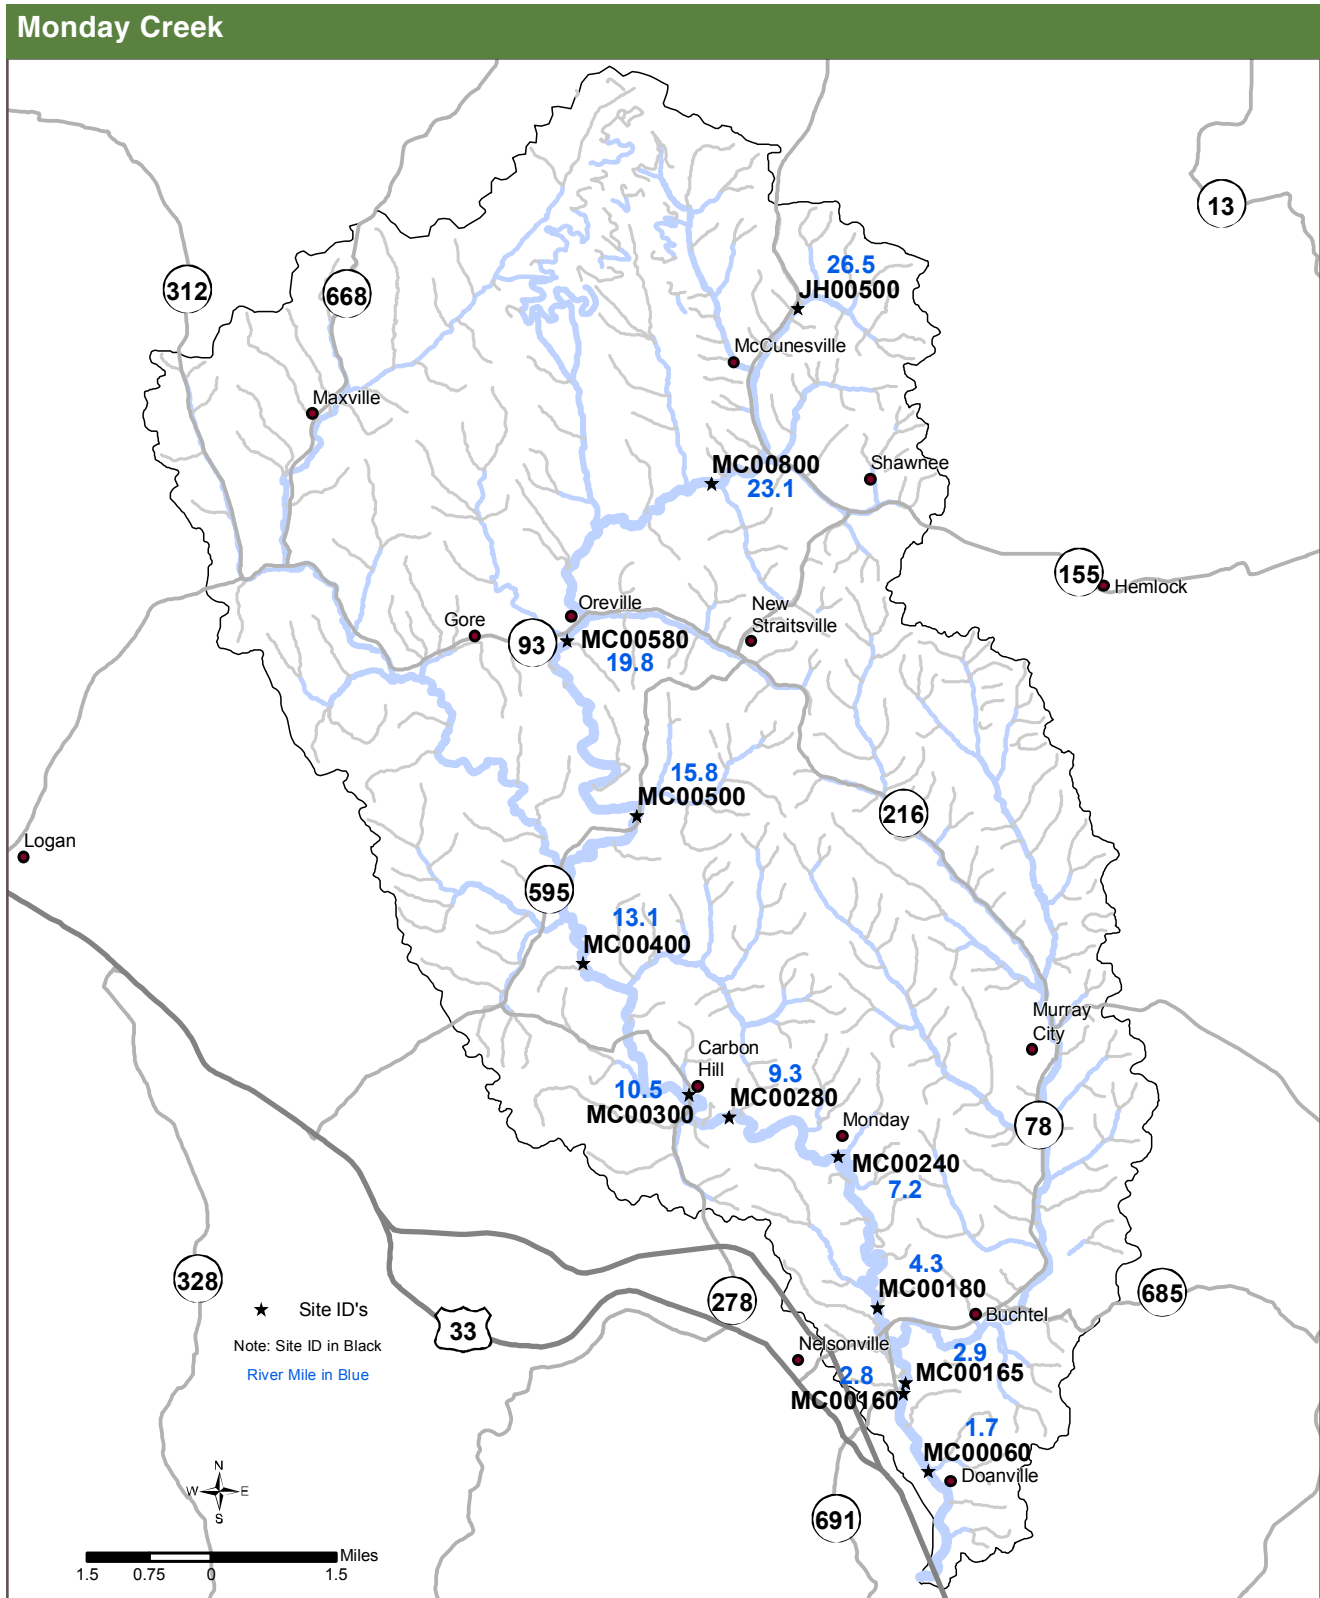 Monday Creek
13
26.5
JH00500
312
668
McCunesville
Maxville
MC00800
23.1
Shawnee
155
Hemlock
Oreville
New
Straitsville
Gore
93
MC00580
19.8
15.8
MC00500
216
Logan
595
13.1
MC00400
Murray
City
Carbon
Hill
10.5
MC00300
9.3
MC00280
Monday
78
MC00240
7.2
4.3
MC00180
328
278
685
Site ID's
Buchtel
33
Note: Site ID in Black
Nelsonville
River Mile in Blue
2.9
MC00165
2.8
MC00160
1.7
MC00060
Doanville
N
W E
S
691
Miles
1.5 0.75 0 1.5